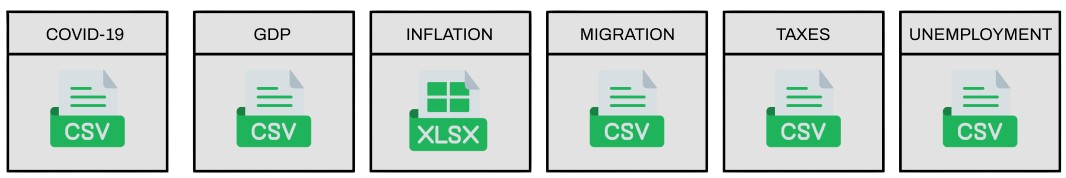 COVID-19
GDP
INFLATION
MIGRATION
TAXES
UNEMPLOYMENT
CSV
CSV
XLSX
CSV
CSV
CSV